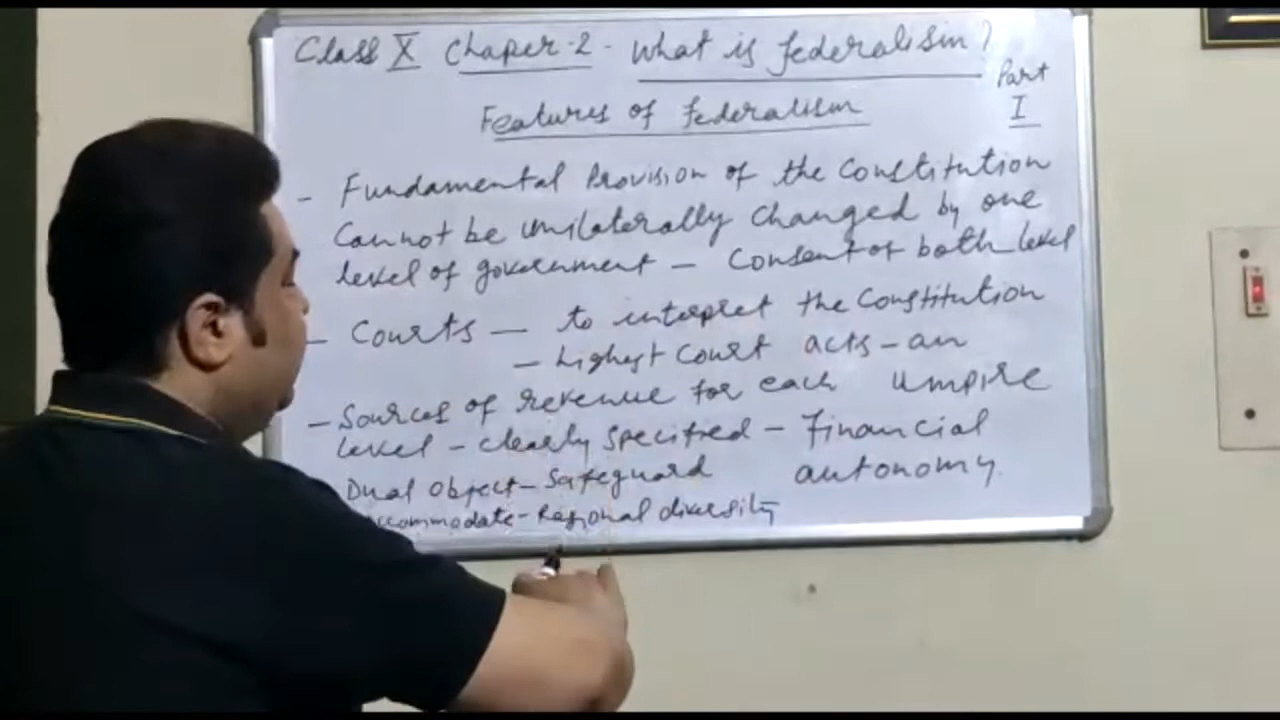 Class X Chaper-2 - What is federalism?
Part
I
Features of federalism
- Fundamental Provision of the Constitution
Cannot be unilaterally changed by one
level of government - Consent of both level
- Courts - to interpret the Constitution
- highest Court acts - an
Umpire
- Sources of revenue for each
level - clearly specified - Financial
autonomy.
Dual object - Safeguard
- Regional diversity